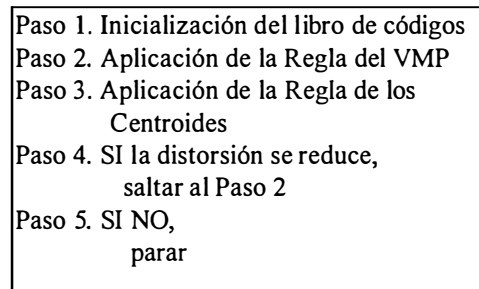 Paso 1. Inicialización del libro de códigos
Paso 2. Aplicación de la Regla del VMP
Paso 3. Aplicación de la Regla de los
Centroides
Paso 4. SI la distorsión se reduce,
saltar al Paso 2
Paso 5. SI NO,
parar